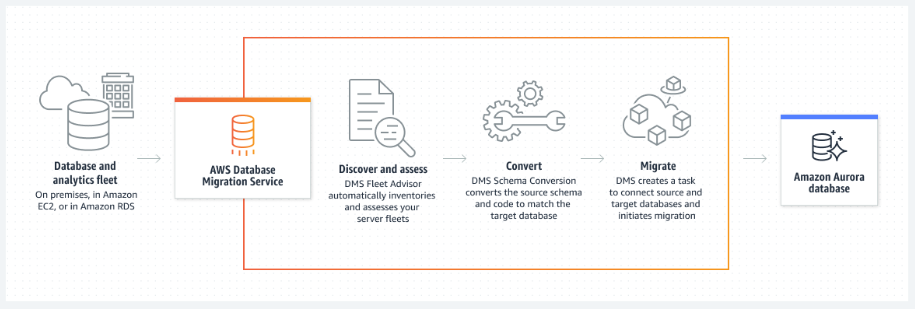 Database and
analytics fleet
On premises, in Amazon
EC2, or in Amazon RDS
AWS Database
Migration Service
Discover and assess
DMS Fleet Advisor
automatically inventories
and assesses your
server fleets
Convert
DMS Schema Conversion
converts the source schema
and code to match the
target database
Migrate
DMS creates a task
to connect source and
target databases and
initiates migration
Amazon Aurora
database